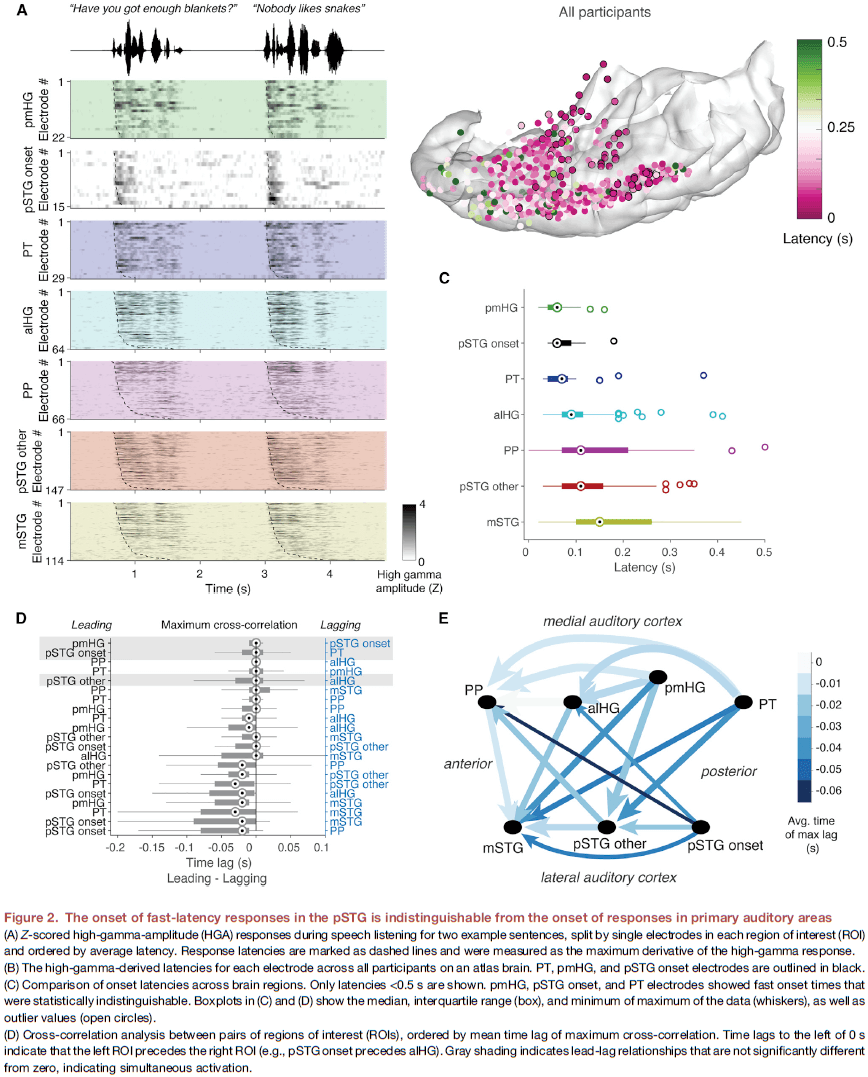 A
"Have you got enough blankets?"
"Nobody likes snakes"
pmHG
Electrode #
1
22
pSTG onset
Electrode #
1
15
PT
Electrode #
1
29
alHG
Electrode #
1
64
PP
Electrode #
1
66
pSTG other
Electrode #
1
147
mSTG
Electrode #
1
114
1 2 3 4
Time (s)
4
0
High gamma
amplitude (Z)
All participants
0.5
0.25
0
Latency (s)
C
pmHG
pSTG onset
PT
alHG
PP
pSTG other
mSTG
0 0.1 0.2 0.3 0.4 0.5
Latency (s)
D
Leading Maximum cross-correlation Lagging
pmHG pSTG onset
pSTG onset PT
PP alHG
PT pmHG
pSTG other alHG
PP mSTG
PT PP
pmHG PP
PT alHG
pmHG alHG
pSTG other mSTG
pSTG onset pSTG other
alHG mSTG
pSTG other PP
pmHG pSTG other
PT pSTG other
pSTG onset alHG
pmHG mSTG
PT mSTG
pSTG onset mSTG
pSTG onset PP
-0.2 -0.15 -0.1 -0.05 0 0.05 0.1
Time lag (s)
Leading - Lagging
E
medial auditory cortex
PP
alHG
pmHG
PT
anterior
posterior
mSTG
pSTG other
pSTG onset
lateral auditory cortex
0
-0.01
-0.02
-0.03
-0.04
-0.05
-0.06
Avg. time
of max lag
(s)
Figure 2. The onset of fast-latency responses in the pSTG is indistinguishable from the onset of responses in primary auditory areas
(A) Z-scored high-gamma-amplitude (HGA) responses during speech listening for two example sentences, split by single electrodes in each region of interest (ROI)
and ordered by average latency. Response latencies are marked as dashed lines and were measured as the maximum derivative of the high-gamma response.
(B) The high-gamma-derived latencies for each electrode across all participants on an atlas brain. PT, pmHG, and pSTG onset electrodes are outlined in black.
(C) Comparison of onset latencies across brain regions. Only latencies <0.5 s are shown. pmHG, pSTG onset, and PT electrodes showed fast onset times that
were statistically indistinguishable. Boxplots in (C) and (D) show the median, interquartile range (box), and minimum of maximum of the data (whiskers), as well as
outlier values (open circles).
(D) Cross-correlation analysis between pairs of regions of interest (ROIs), ordered by mean time lag of maximum cross-correlation. Time lags to the left of 0 s
indicate that the left ROI precedes the right ROI (e.g., pSTG onset precedes alHG). Gray shading indicates lead-lag relationships that are not significantly different
from zero, indicating simultaneous activation.